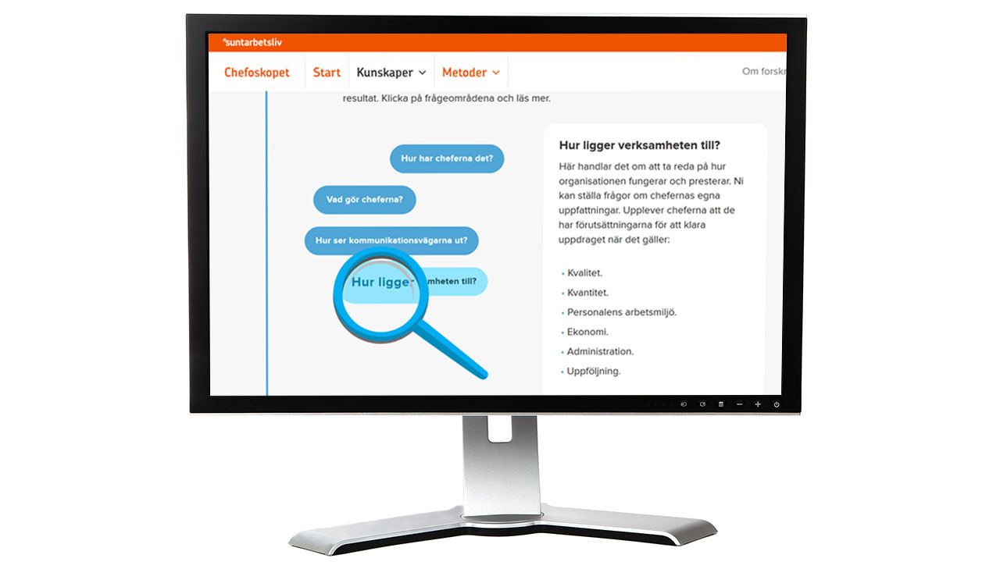 suntarbetsliv
Chefoskopet
Start
Kunskaper
Metoder
Om forskr
resultat. Klicka på frågeområdena och läs mer.
Hur har cheferna det?
Vad gör cheferna?
Hur ser kommunikationsvägarna ut?
Hur ligger mheten till?
Hur ligger verksamheten till?
Här handlar det om att ta reda på hur
organisationen fungerar och presterar. Ni
kan ställa frågor om chefernas egna
uppfattningar. Upplever cheferna att de
har förutsättningarna för att klara
uppdraget när det gäller:
• Kvalitet.
• Kvantitet.
• Personalens arbetsmiljö.
• Ekonomi.
• Administration.
• Uppföljning.